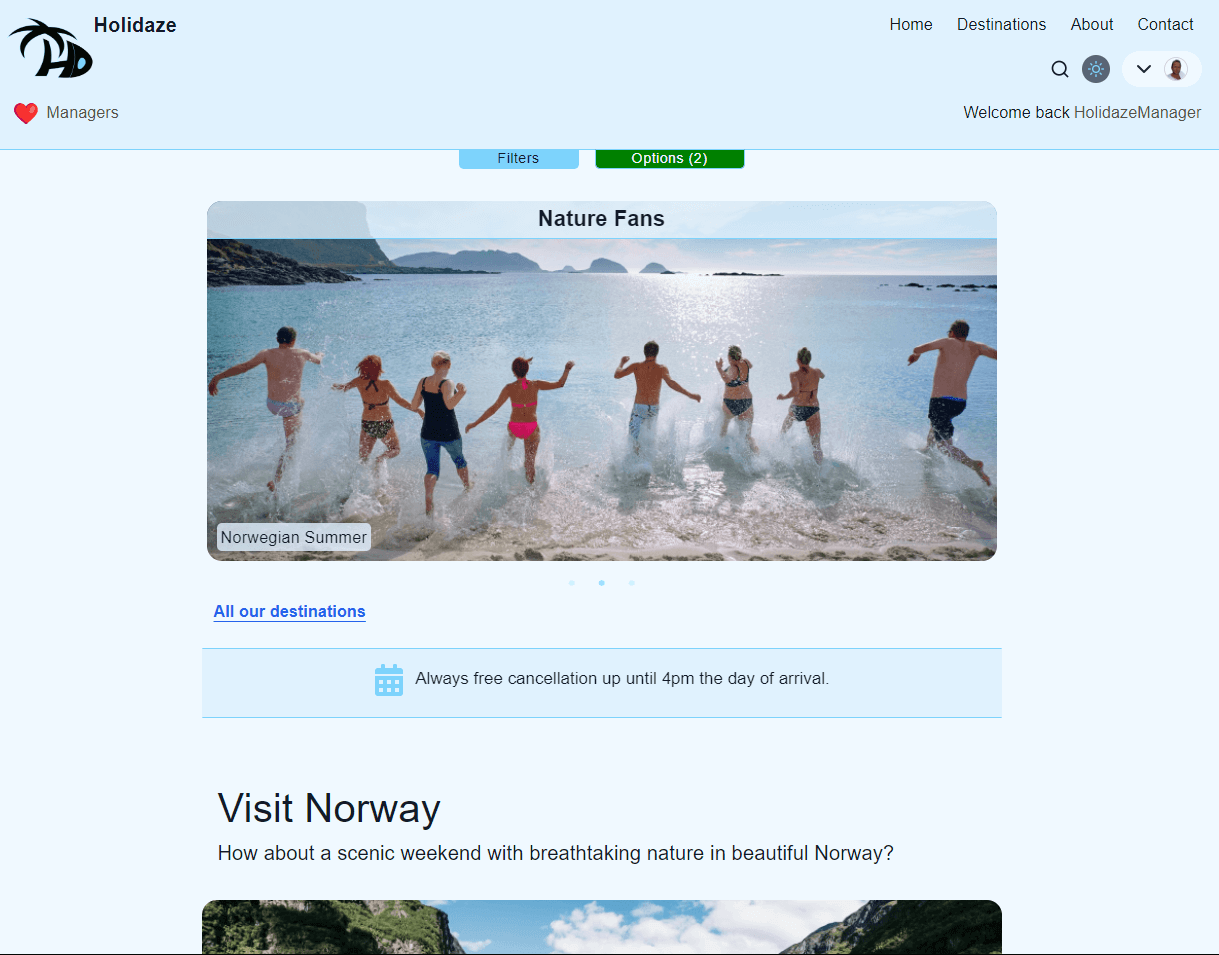 Holidaze
Home Destinations About Contact
Managers
Welcome back HolidazeManager
Filters
Options (2)
Nature Fans
Norwegian Summer
All our destinations
Always free cancellation up until 4pm the day of arrival.
Visit Norway
How about a scenic weekend with breathtaking nature in beautiful Norway?